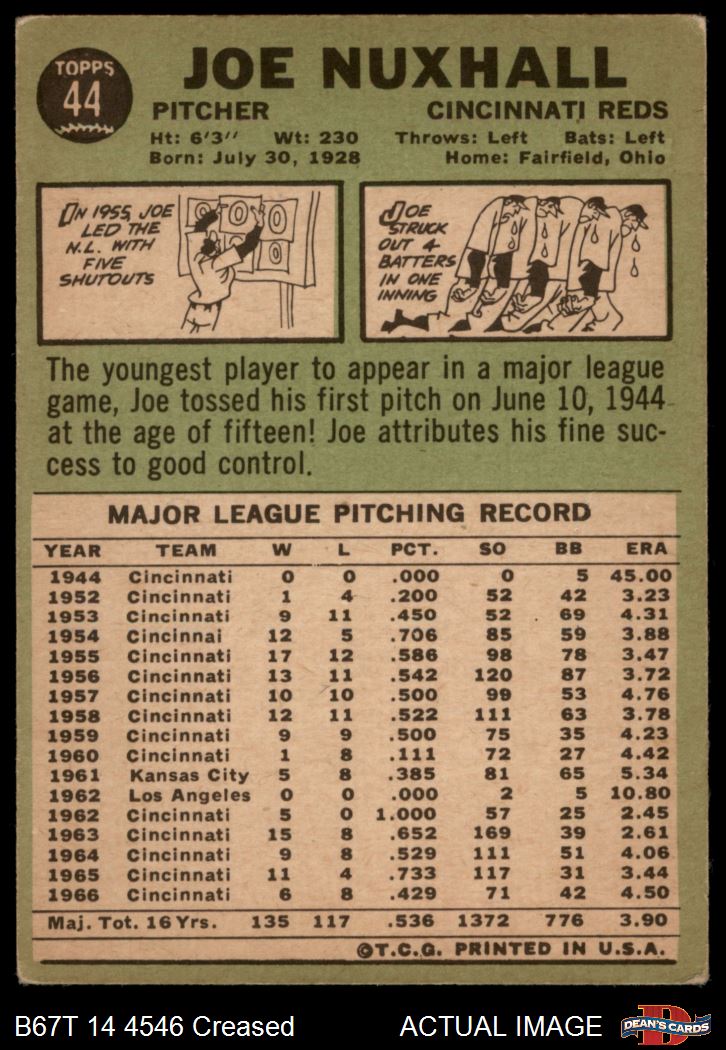 TOPPS
44
JOE NUXHALL
PITCHER CINCINNATI REDS
Ht: 6'3" Wt: 230 Throws: Left Bats: Left
Born: July 30, 1928 Home: Fairfield, Ohio
IN 1955, JOE
LED THE
N.L. WITH
FIVE
SHUTOUTS
0 0 0
0
JOE
STRUCK
OUT 4
BATTERS
IN ONE
INNING
The youngest player to appear in a major league
game, Joe tossed his first pitch on June 10, 1944
at the age of fifteen! Joe attributes his fine suc-
cess to good control.
MAJOR LEAGUE PITCHING RECORD
YEAR TEAM W L PCT. SO BB ERA
1944 Cincinnati 0 0 .000 0 5 45.00
1952 Cincinnati 1 4 .200 52 42 3.23
1953 Cincinnati 9 11 .450 52 69 4.31
1954 Cincinnai 12 5 .706 85 59 3.88
1955 Cincinnati 17 12 .586 98 78 3.47
1956 Cincinnati 13 11 .542 120 87 3.72
1957 Cincinnati 10 10 .500 99 53 4.76
1958 Cincinnati 12 11 .522 111 63 3.78
1959 Cincinnati 9 9 .500 75 35 4.23
1960 Cincinnati 1 8 .111 72 27 4.42
1961 Kansas City 5 8 .385 81 65 5.34
1962 Los Angeles 0 0 .000 2 5 10.80
1962 Cincinnati 5 0 1.000 57 25 2.45
1963 Cincinnati 15 8 .652 169 39 2.61
1964 Cincinnati 9 8 .529 111 51 4.06
1965 Cincinnati 11 4 .733 117 31 3.44
1966 Cincinnati 6 8 .429 71 42 4.50
Maj. Tot. 16 Yrs. 135 117 .536 1372 776 3.90
©T.C.G. PRINTED IN U.S.A.
B67T 14 4546 Creased ACTUAL IMAGE
D
DEAN'S CARDS